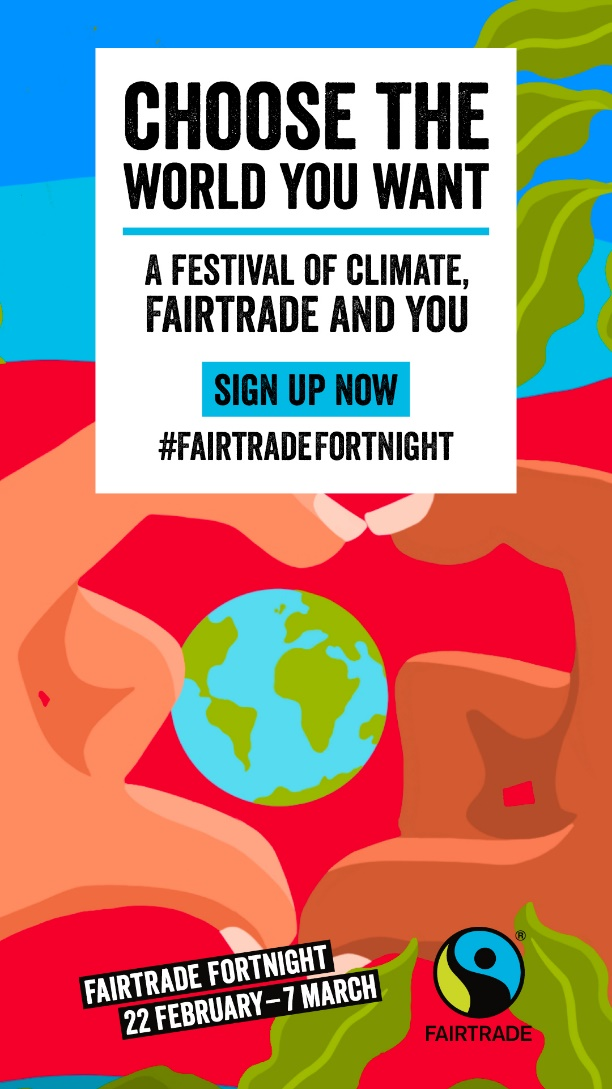 CHOOSE THE
WORLD YOU WANT
A FESTIVAL OF CLIMATE,
FAIRTRADE AND YOU
SIGN UP NOW
#FAIRTRADEFORTNIGHT
FAIRTRADE FORTNIGHT
22 FEBRUARY–7 MARCH
®
FAIRTRADE